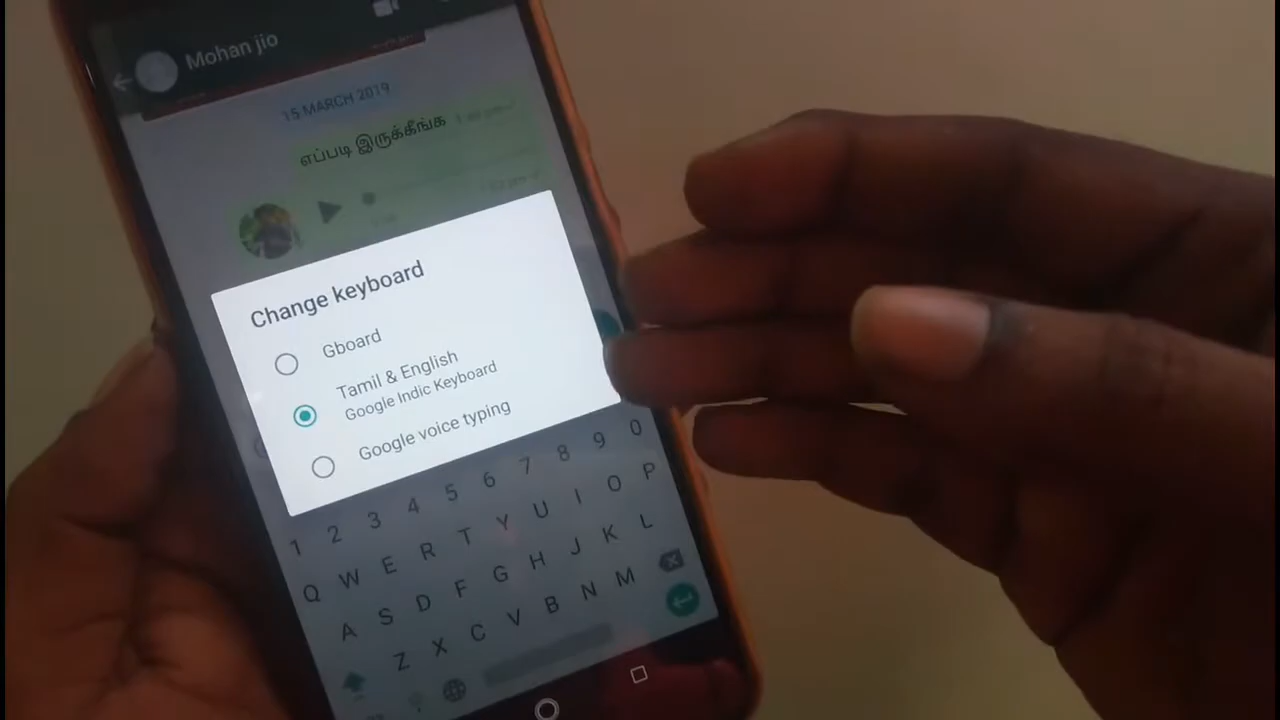 Mohan jio
15 MARCH 2019
எப்படி இருக்கீங்க
Change keyboard
Gboard
Tamil & English
Google Indic Keyboard
Google voice typing
1 2 3 4 5 6 7 8 9 0
Q W E R T Y U I O P
A S D F G H J K L
Z X C V B N M